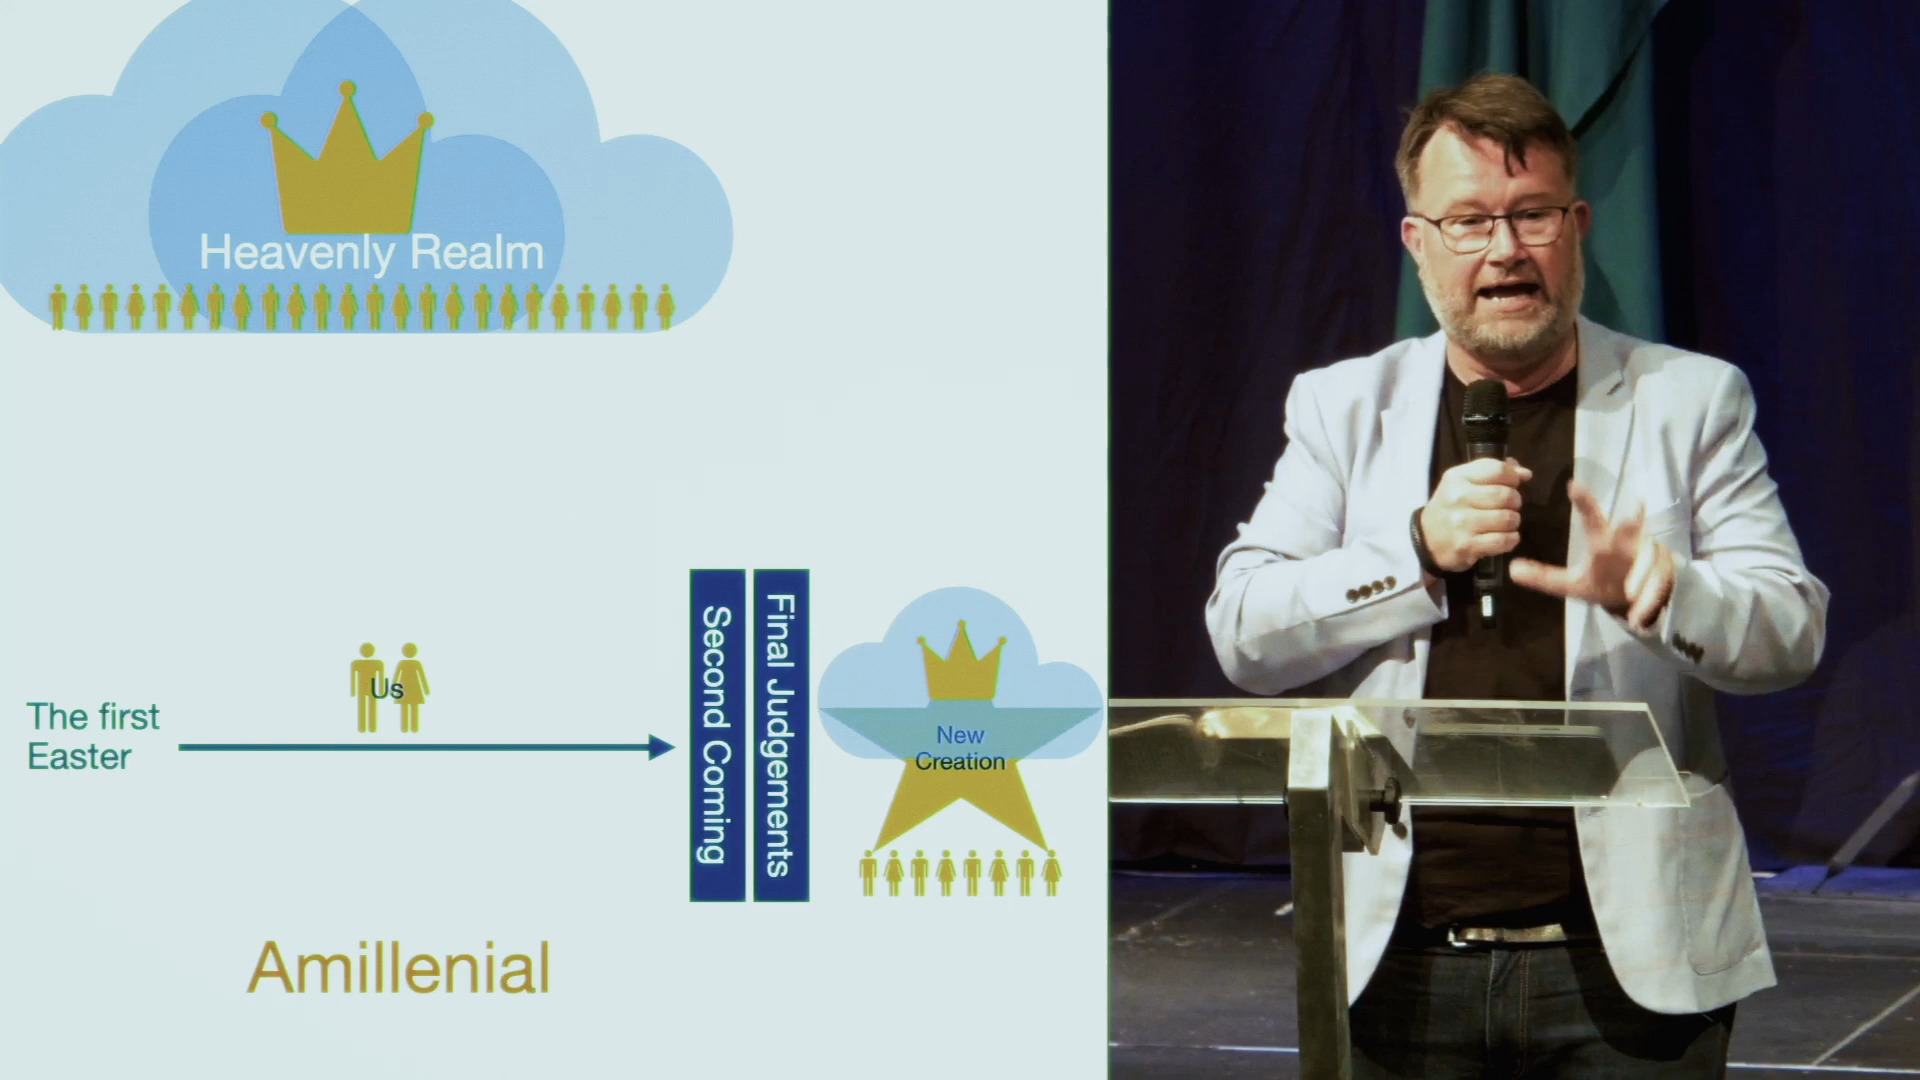 Heavenly Realm
Us
The first
Easter
Second Coming
Final Judgements
New
Creation
Amillenial